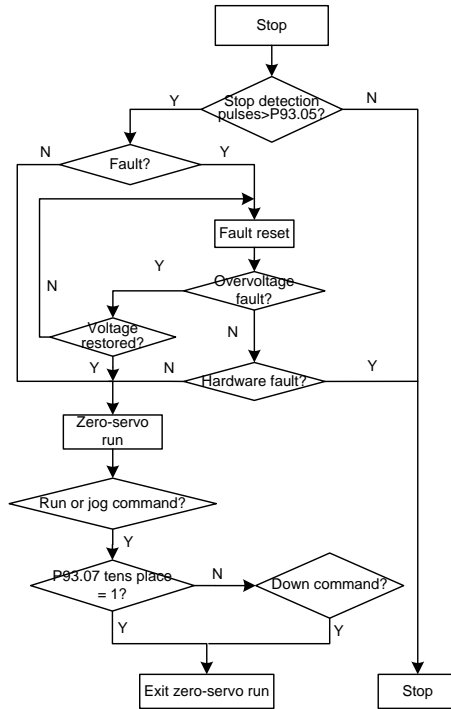 Stop
Stop detection
pulses>P93.05?
Y
N
Fault?
N
Y
Fault reset
Overvoltage
fault?
Y
N
N
Voltage
restored?
Y
Hardware fault?
N
Y
Zero-servo
run
Run or jog command?
Y
P93.07 tens place
= 1?
N
Down command?
Y
Y
Exit zero-servo run
Stop